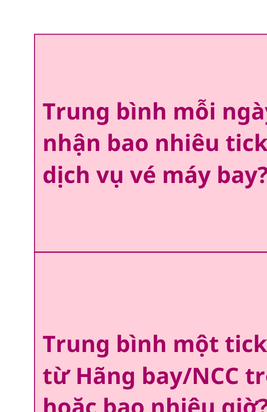 Trung bình mỗi ngày
nhận bao nhiêu tick
dịch vụ vé máy bay?
Trung bình một tick
từ Hãng bay/NCC tr
hoặc bao nhiêu giờ?